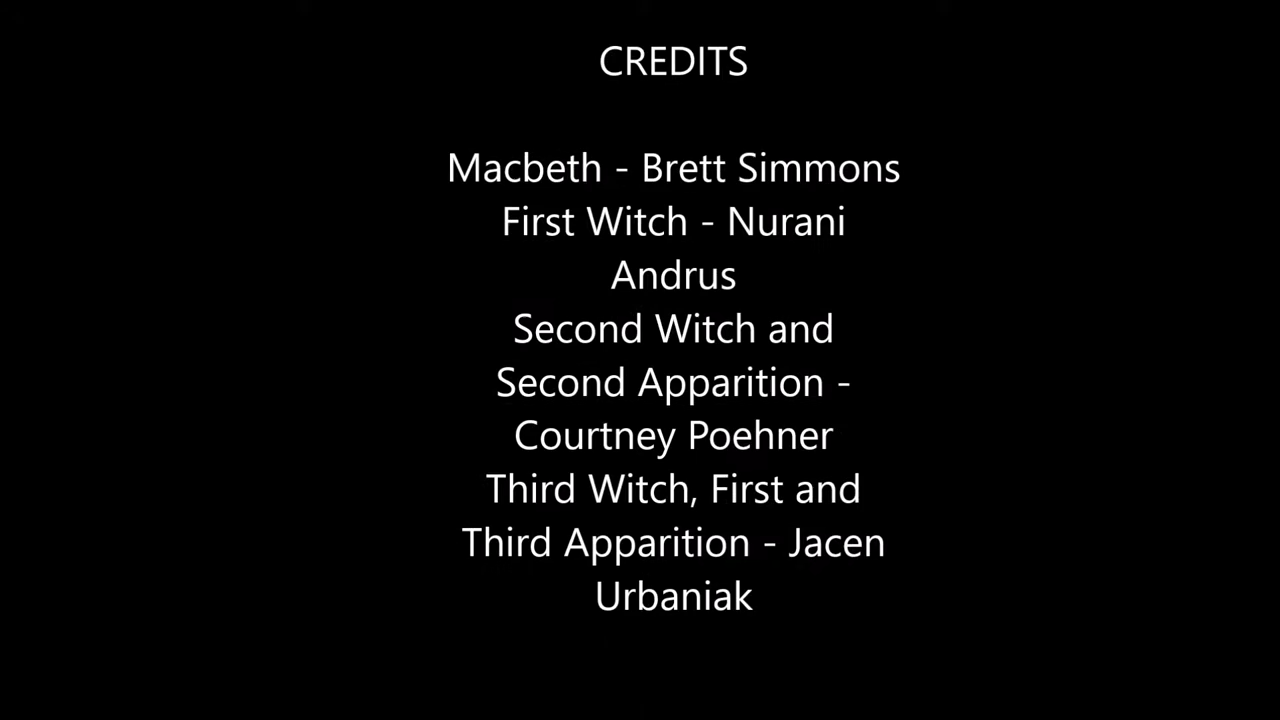 CREDITS
Macbeth - Brett Simmons
First Witch - Nurani
Andrus
Second Witch and
Second Apparition -
Courtney Poehner
Third Witch, First and
Third Apparition - Jacen
Urbaniak